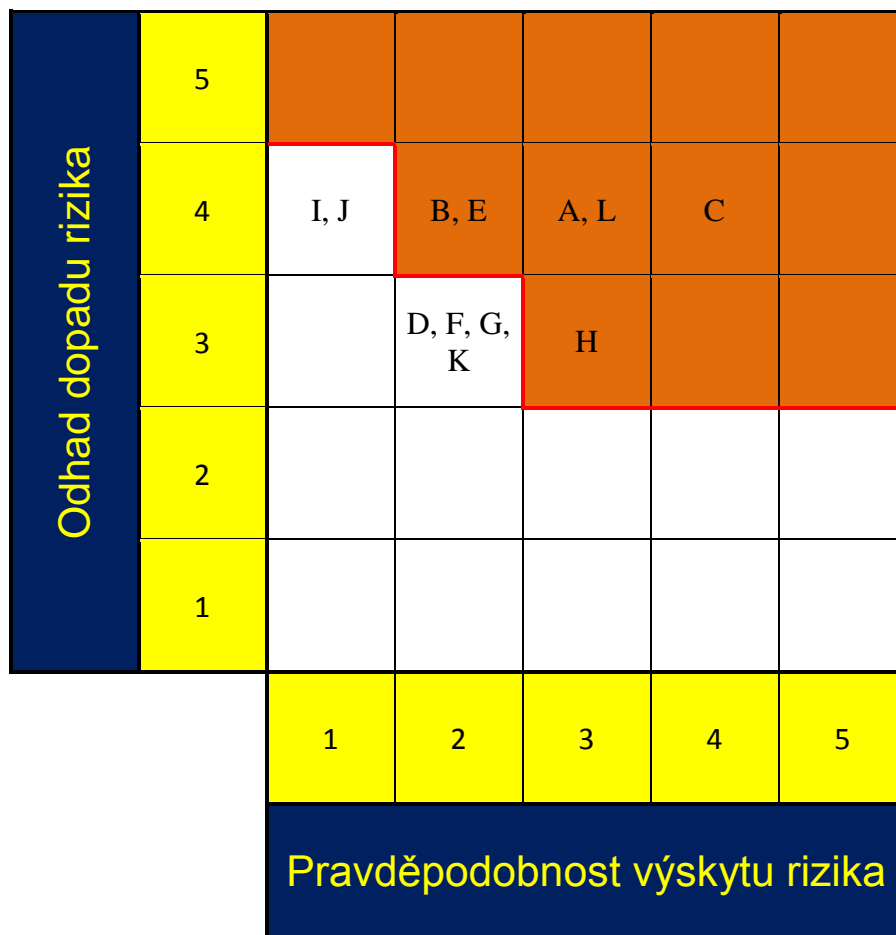 Odhad dopadu rizika
5
4
I, J
B, E
A, L
C
3
D, F, G,
K
H
2
1
1
2
3
4
5
Pravděpodobnost výskytu rizika